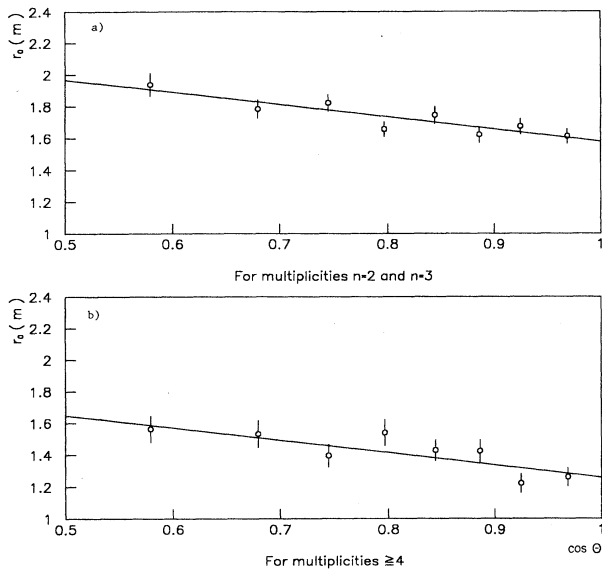 a)
r₀ (m)
2.4
2.2
2
1.8
1.6
1.4
1.2
1
0.5 0.6 0.7 0.8 0.9 1
For multiplicities n=2 and n=3
b)
r₀ (m)
2.4
2.2
2
1.8
1.6
1.4
1.2
1
0.5 0.6 0.7 0.8 0.9 1
cos Θ
For multiplicities ≧4